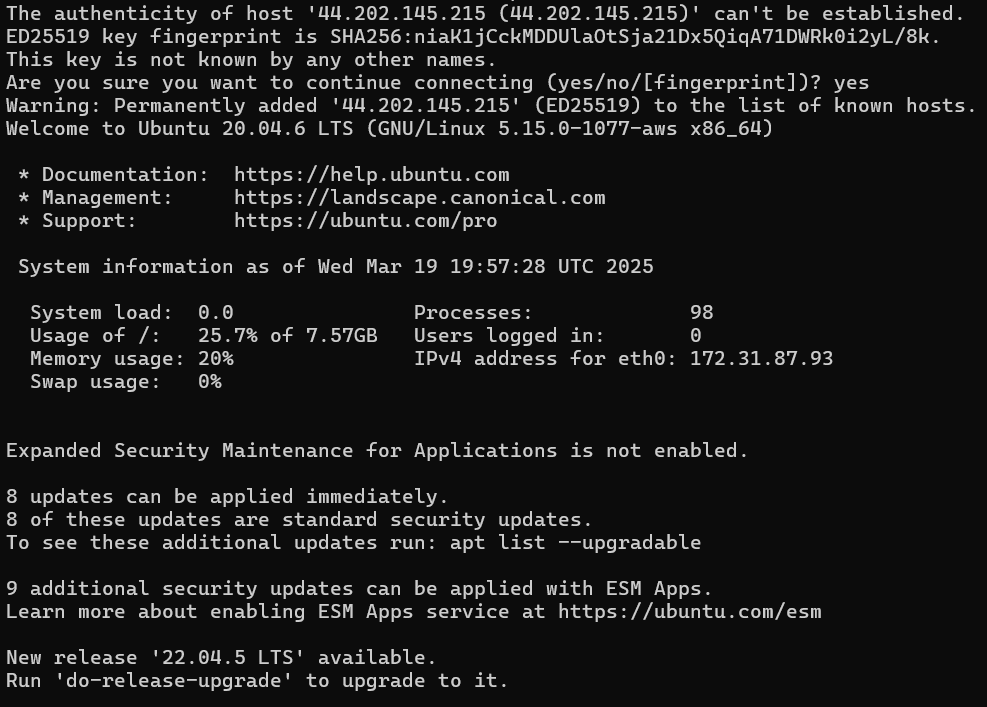 The authenticity of host '44.202.145.215 (44.202.145.215)' can't be established.
ED25519 key fingerprint is SHA256:niaK1jCckMDDUlaOtSja21Dx5QiqA71DWRk0i2yL/8k.
This key is not known by any other names.
Are you sure you want to continue connecting (yes/no/[fingerprint])? yes
Warning: Permanently added '44.202.145.215' (ED25519) to the list of known hosts.
Welcome to Ubuntu 20.04.6 LTS (GNU/Linux 5.15.0-1077-aws x86_64)
* Documentation:  https://help.ubuntu.com
* Management:     https://landscape.canonical.com
* Support:        https://ubuntu.com/pro
System information as of Wed Mar 19 19:57:28 UTC 2025
System load:  0.0               Processes:             98
Usage of /:   25.7% of 7.57GB   Users logged in:       0
Memory usage: 20%               IPv4 address for eth0: 172.31.87.93
Swap usage:   0%
Expanded Security Maintenance for Applications is not enabled.
8 updates can be applied immediately.
8 of these updates are standard security updates.
To see these additional updates run: apt list --upgradable
9 additional security updates can be applied with ESM Apps.
Learn more about enabling ESM Apps service at https://ubuntu.com/esm
New release '22.04.5 LTS' available.
Run 'do-release-upgrade' to upgrade to it.